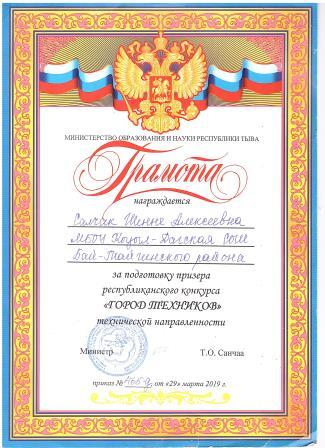 МИНИСТЕРСТВО ОБРАЗОВАНИЯ И НАУКИ РЕСПУБЛИКИ ТЫВА
Грамота
награждается
Салчак Шенне Алексеевна
МБОУ Кызыл-Дагская СОШ
Бай-Тайгинского района
за подготовку призера
республиканского конкурса
«ГОРОД ТЕХНИКОВ»
технической направленности
Министр Т.О. Санчаа
приказ № от «29» марта 2019 г.